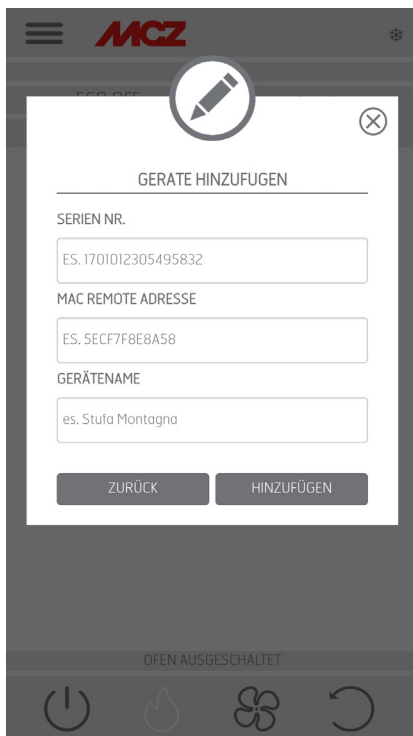 MCZ
GERATE HINZUFUGEN
SERIEN NR.
ES. 1701012305495832
MAC REMOTE ADRESSE
ES. 5ECF7F8E8A58
GERÄTENAME
es. Stufa Montagna
ZURÜCK
HINZUFÜGEN
OFEN AUSGESCHALTET